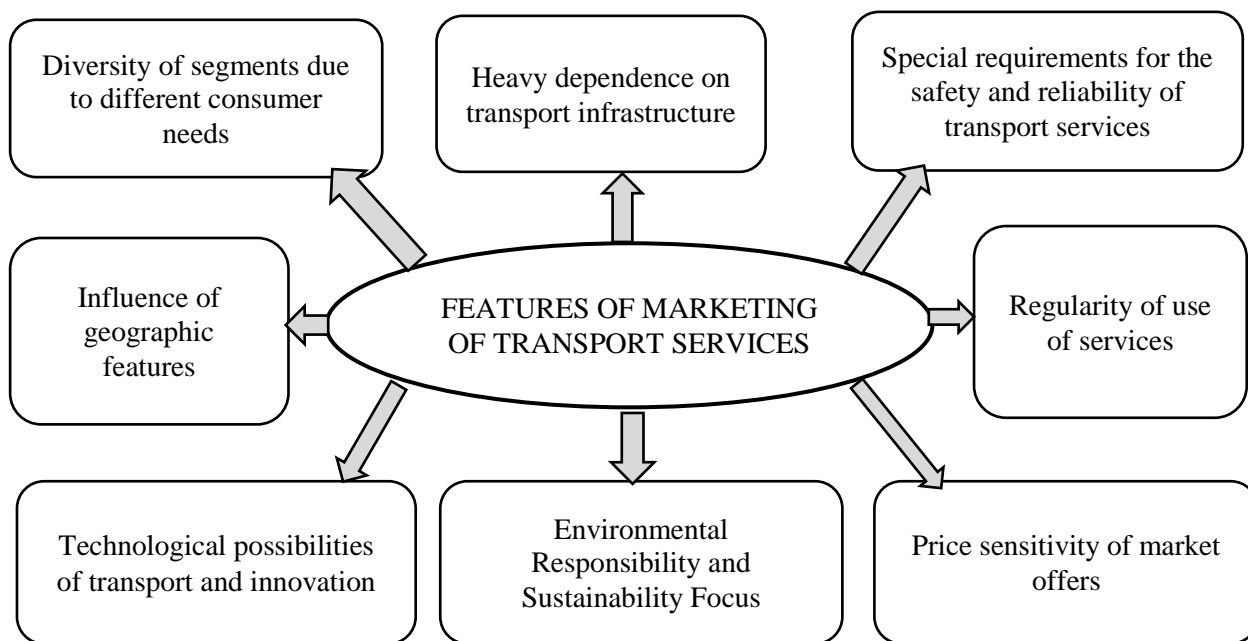 Diversity of segments due
to different consumer
needs
Heavy dependence on
transport infrastructure
Special requirements for the
safety and reliability of
transport services
Influence of
geographic
features
FEATURES OF MARKETING
OF TRANSPORT SERVICES
Regularity of use
of services
Technological possibilities
of transport and innovation
Environmental
Responsibility and
Sustainability Focus
Price sensitivity of market
offers